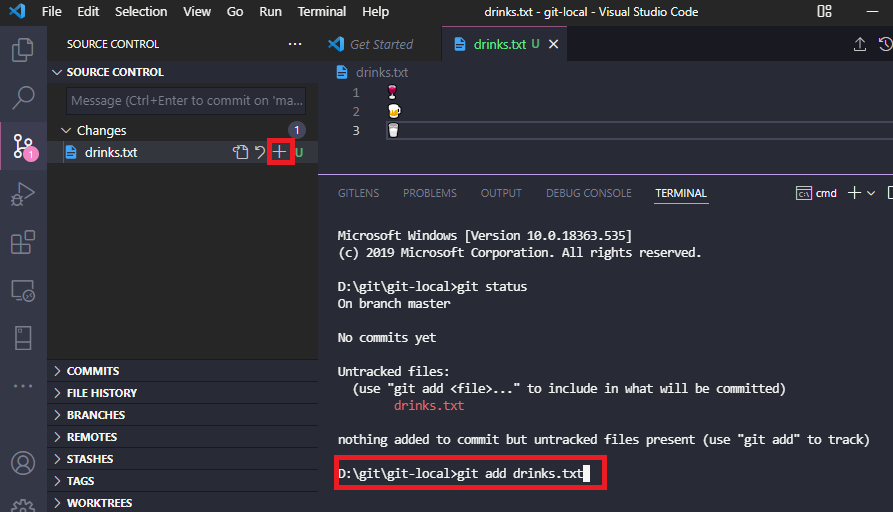 File Edit Selection View Go Run Terminal Help drinks.txt - git-local - Visual Studio Code
SOURCE CONTROL
Get Started
drinks.txt U
SOURCE CONTROL
drinks.txt
Message (Ctrl+Enter to commit on 'ma...
1
2
3
Changes 1
drinks.txt U
1
GITLENS PROBLEMS OUTPUT DEBUG CONSOLE TERMINAL cmd
Microsoft Windows [Version 10.0.18363.535]
(c) 2019 Microsoft Corporation. All rights reserved.
D:\git\git-local>git status
On branch master
No commits yet
Untracked files:
(use "git add <file>..." to include in what will be committed)
drinks.txt
nothing added to commit but untracked files present (use "git add" to track)
D:\git\git-local>git add drinks.txt
COMMITS
FILE HISTORY
BRANCHES
REMOTES
STASHES
TAGS
WORKTREES